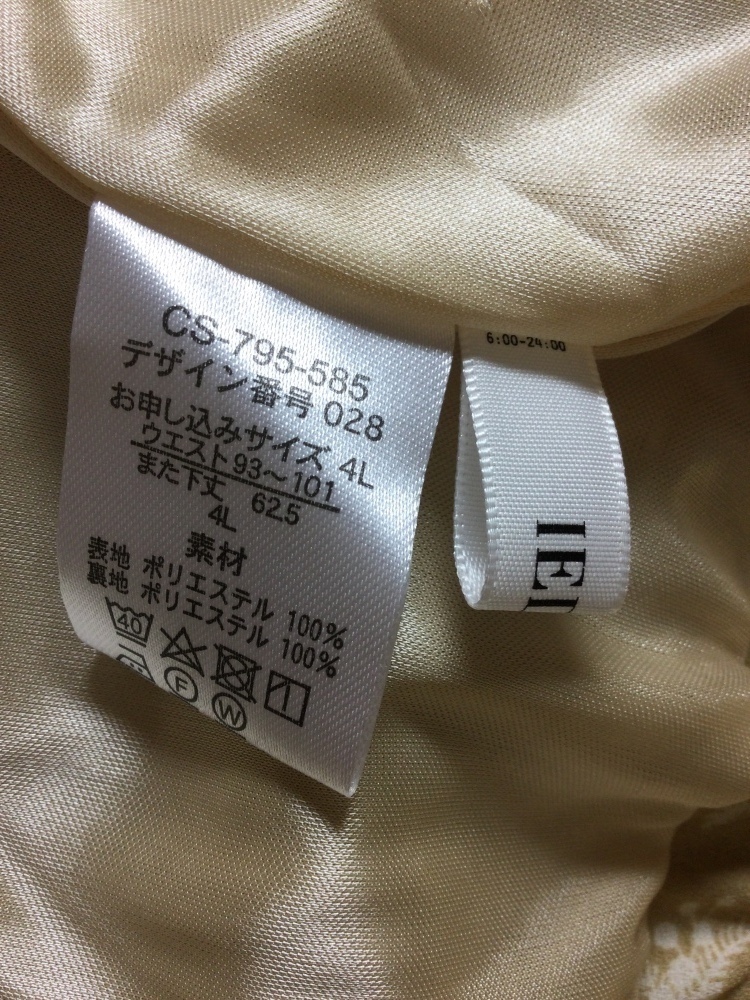 CS-795-585
デザイン番号 028
お申し込みサイズ 4L
ウエスト93～101
また下丈 62.5
4L
素材
表地 ポリエステル 100%
裏地 ポリエステル 100%
40
F
W
6:00-24:00